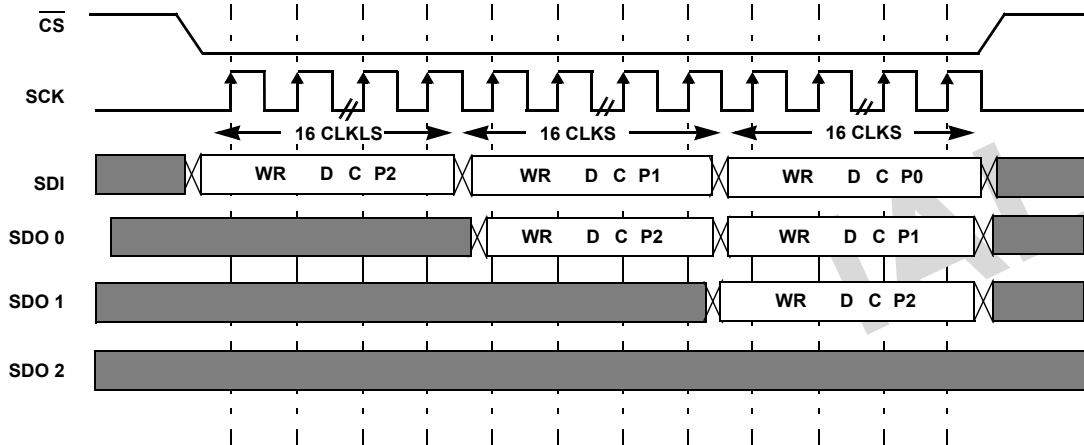 CS
SCK
16 CLKLS 16 CLKS 16 CLKS
SDI WR D C P2 WR D C P1 WR D C P0
SDO 0 WR D C P2 WR D C P1
SDO 1 WR D C P2
SDO 2